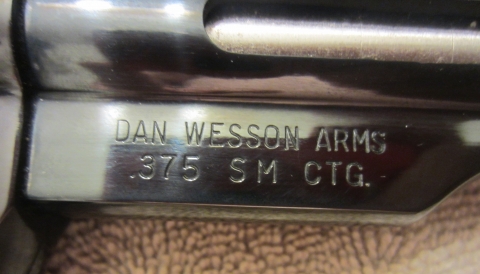 DAN WESSON ARMS
.375 SM CTG.